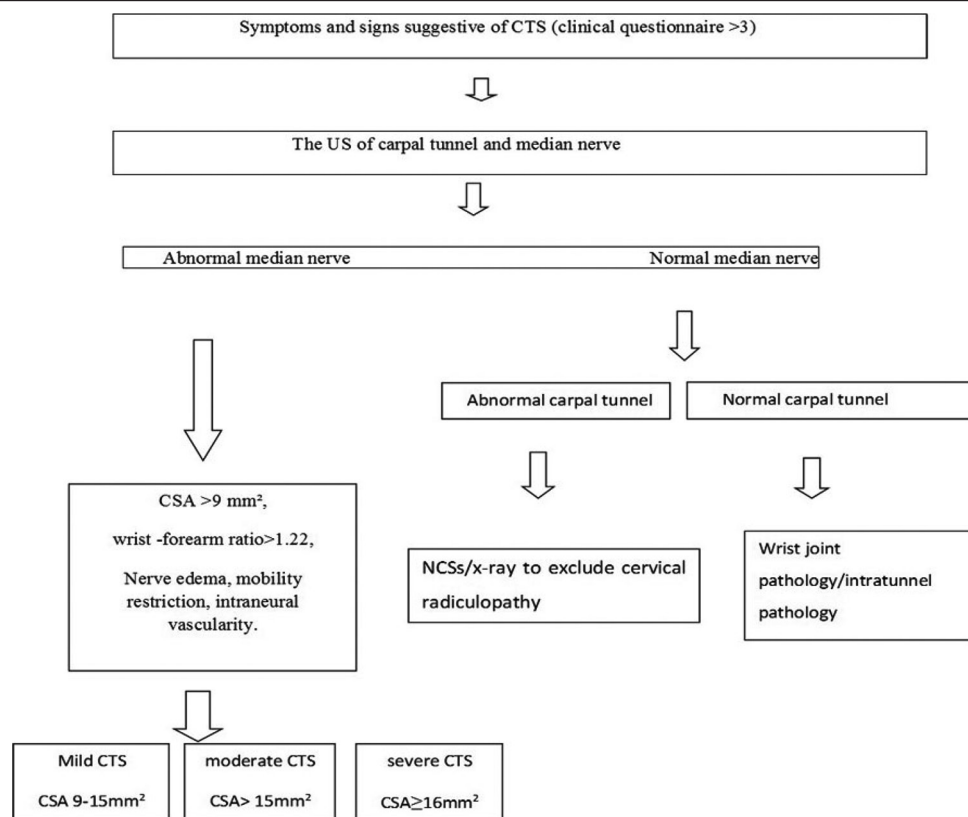 Symptoms and signs suggestive of CTS (clinical questionnaire >3)
The US of carpal tunnel and median nerve
Abnormal median nerve
Normal median nerve
Abnormal carpal tunnel
Normal carpal tunnel
CSA >9 mm²,
wrist -forearm ratio>1.22,
Nerve edema, mobility
restriction, intraneural
vascularity.
NCSs/x-ray to exclude cervical
radiculopathy
Wrist joint
pathology/intratunnel
pathology
Mild CTS
CSA 9-15mm²
moderate CTS
CSA> 15mm²
severe CTS
CSA≥16mm²